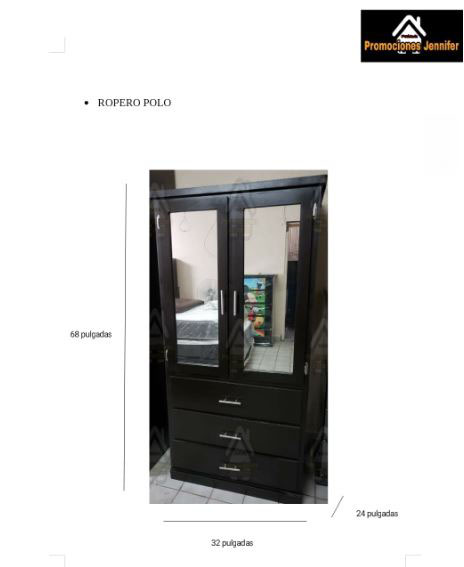 Promociones Jennifer
• ROPERO POLO
68 pulgadas
24 pulgadas
32 pulgadas